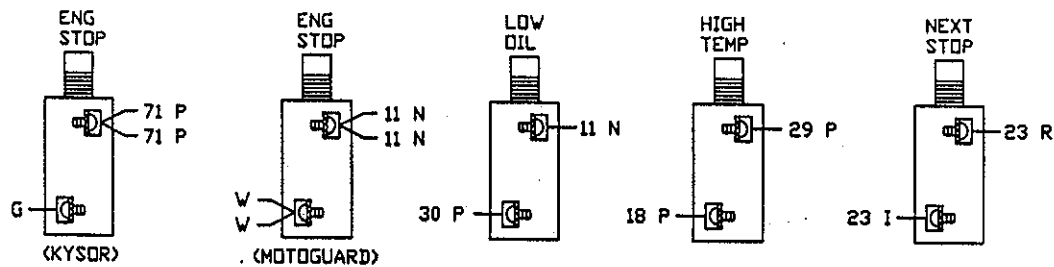 ENG
STOP
71 P
71 P
G
(KYSOR)
ENG
STOP
11 N
11 N
W
W
(MOTOGUARD)
LOW
OIL
11 N
30 P
HIGH
TEMP
29 P
18 P
NEXT
STOP
23 R
23 I